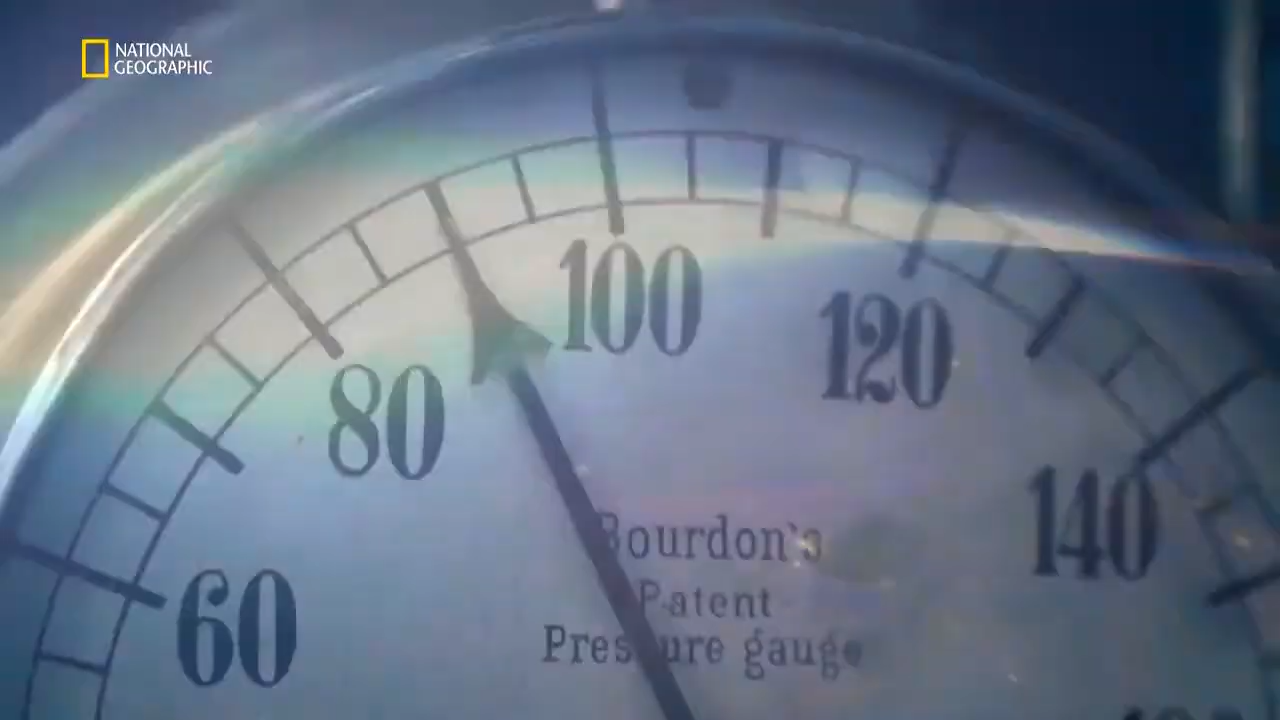 NATIONAL
GEOGRAPHIC
100
120
80
140
60
Bourdon's
Patent
Pressure gauge